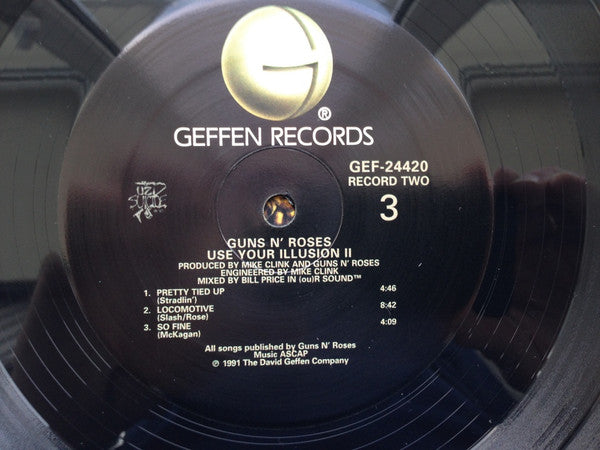 ®
GEFFEN RECORDS
GEF-24420
RECORD TWO
3
UZI
SUICIDE
GUNS N' ROSES
USE YOUR ILLUSION II
PRODUCED BY MIKE CLINK AND GUNS N' ROSES
ENGINEERED BY MIKE CLINK
MIXED BY BILL PRICE IN (ou)R SOUND™
1. PRETTY TIED UP 4:46
(Stradlin')
2. LOCOMOTIVE 8:42
(Slash/Rose)
3. SO FINE 4:09
(McKagan)
All songs published by Guns N' Roses
Music ASCAP
℗ 1991 The David Geffen Company